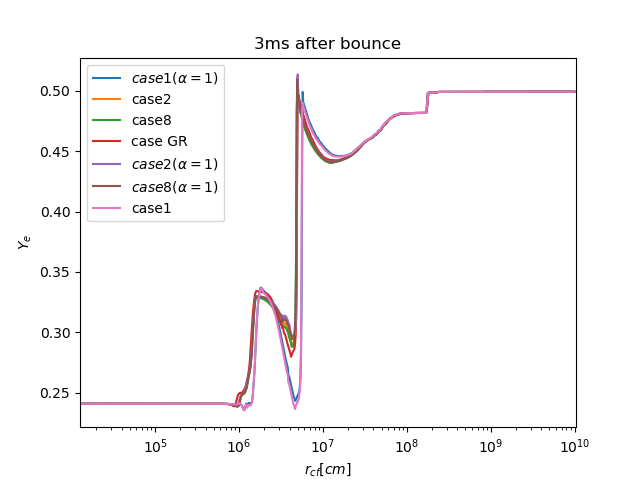 3ms after bounce
case1(α = 1)
case2
case8
case GR
case2(α = 1)
case8(α = 1)
case1
0.50
0.45
0.40
0.35
0.30
0.25
Y_e
10^5 10^6 10^7 10^8 10^9 10^10
r_cf[cm]